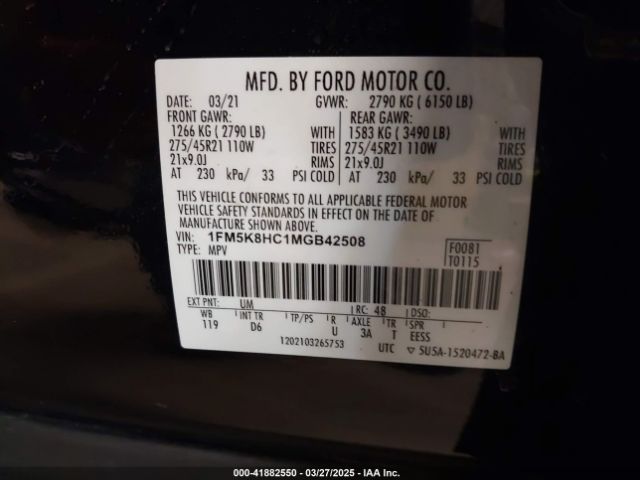 MFD. BY FORD MOTOR CO.
DATE: 03/21 GVWR: 2790 KG ( 6150 LB)
FRONT GAWR: REAR GAWR:
1266 KG ( 2790 LB) WITH 1583 KG ( 3490 LB) WITH
275/45R21 110W TIRES 275/45R21 110W TIRES
21x9.0J RIMS 21x9.0J RIMS
AT 230 kPa/ 33 PSI COLD AT 230 kPa/ 33 PSI COLD
THIS VEHICLE CONFORMS TO ALL APPLICABLE FEDERAL MOTOR
VEHICLE SAFETY STANDARDS IN EFFECT ON THE DATE OF
MANUFACTURE SHOWN ABOVE.
VIN: 1FM5K8HC1MGB42508 F0081
TYPE: MPV T0115
EXT PNT: UM RC: 48 DSO:
WB INT TR TP/PS R AXLE TR SPR
119 D6 U 3A T EESS
1202103265753 UTC ▽ SU5A-1520472-BA
000-41882550 | 03/27/2025 | IAA Inc.